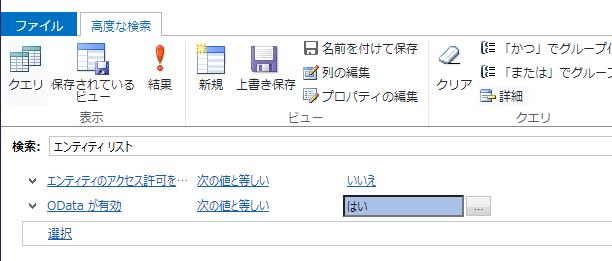 ファイル 高度な検索
クエリ
保存されている
ビュー
結果
表示
新規
上書き保存
名前を付けて保存
列の編集
プロパティの編集
ビュー
クリア
「かつ」でグループ
「または」でグループ
詳細
クエリ
検索: エンティティ リスト
エンティティのアクセス許可を… 次の値と等しい いいえ
OData が有効 次の値と等しい はい ...
選択